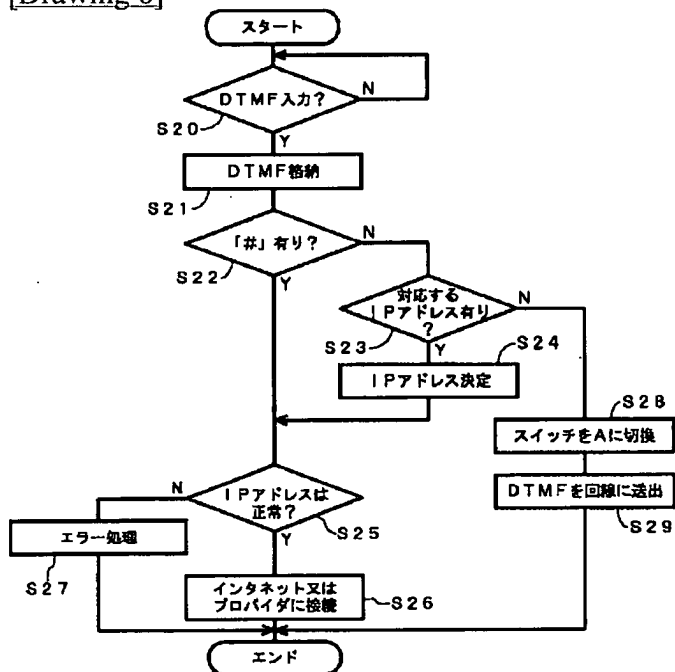 スタート
DTMF入力?
N
S20
Y
DTMF格納
S21
「#」有り?
N
S22
Y
対応する
IPアドレス有り
?
N
S23
Y
S24
IPアドレス決定
S28
スイッチをAに切換
N
IPアドレスは
正常?
DTMFを回線に送出
S25
S29
Y
エラー処理
S27
インタネット又は
プロバイダに接続
S26
エンド